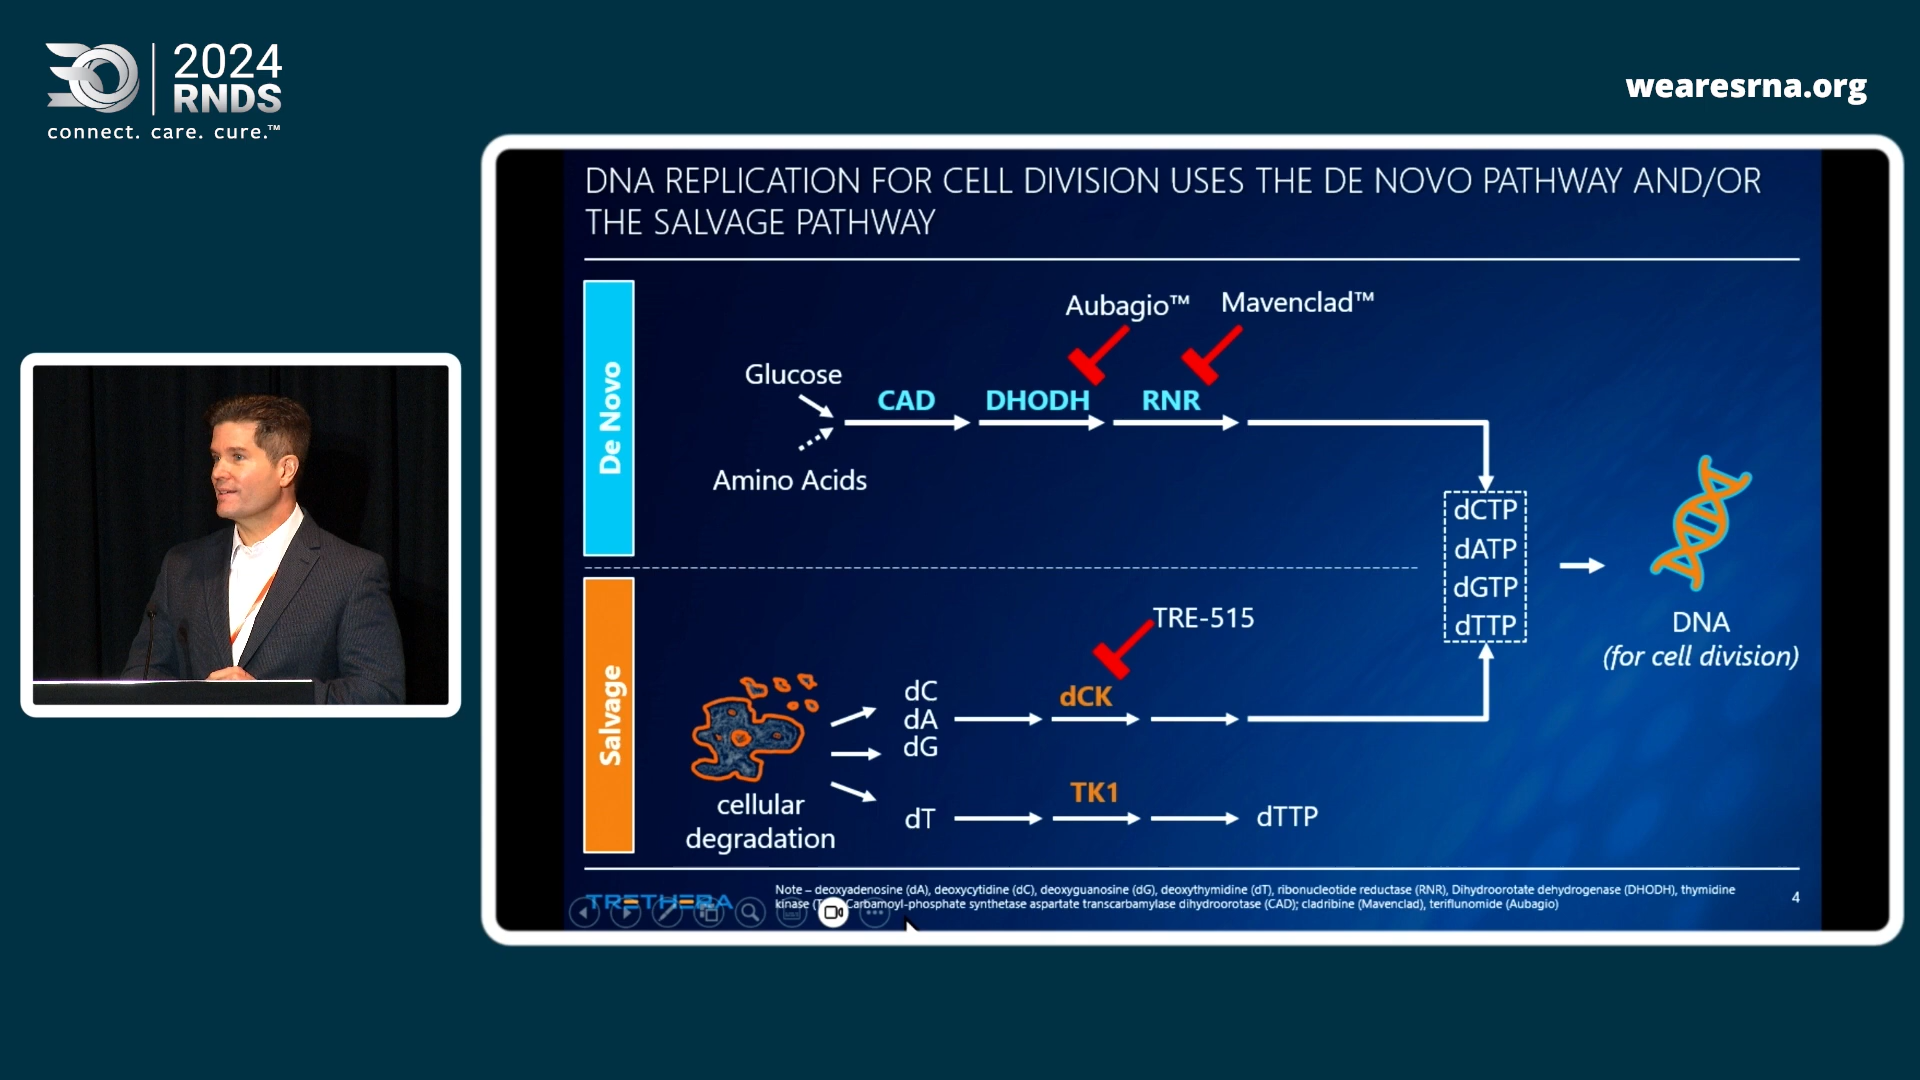 2024
RNDS
connect. care. cure.™
wearesrna.org
DNA REPLICATION FOR CELL DIVISION USES THE DE NOVO PATHWAY AND/OR
THE SALVAGE PATHWAY
De Novo
Aubagio™
Mavenclad™
Glucose
CAD
DHODH
RNR
Amino Acids
dCTP
dATP
dGTP
dTTP
DNA
(for cell division)
Salvage
TRE-515
dC
dA
dG
dCK
cellular
degradation
dT
TK1
dTTP
TRETHERA
Note – deoxyadenosine (dA), deoxycytidine (dC), deoxyguanosine (dG), deoxythymidine (dT), ribonucleotide reductase (RNR), Dihydroorotate dehydrogenase (DHODH), thymidine
kinase Carbamoyl-phosphate synthetase aspartate transcarbamylase dihydroorotase (CAD); cladribine (Mavenclad), teriflunomide (Aubagio)
4